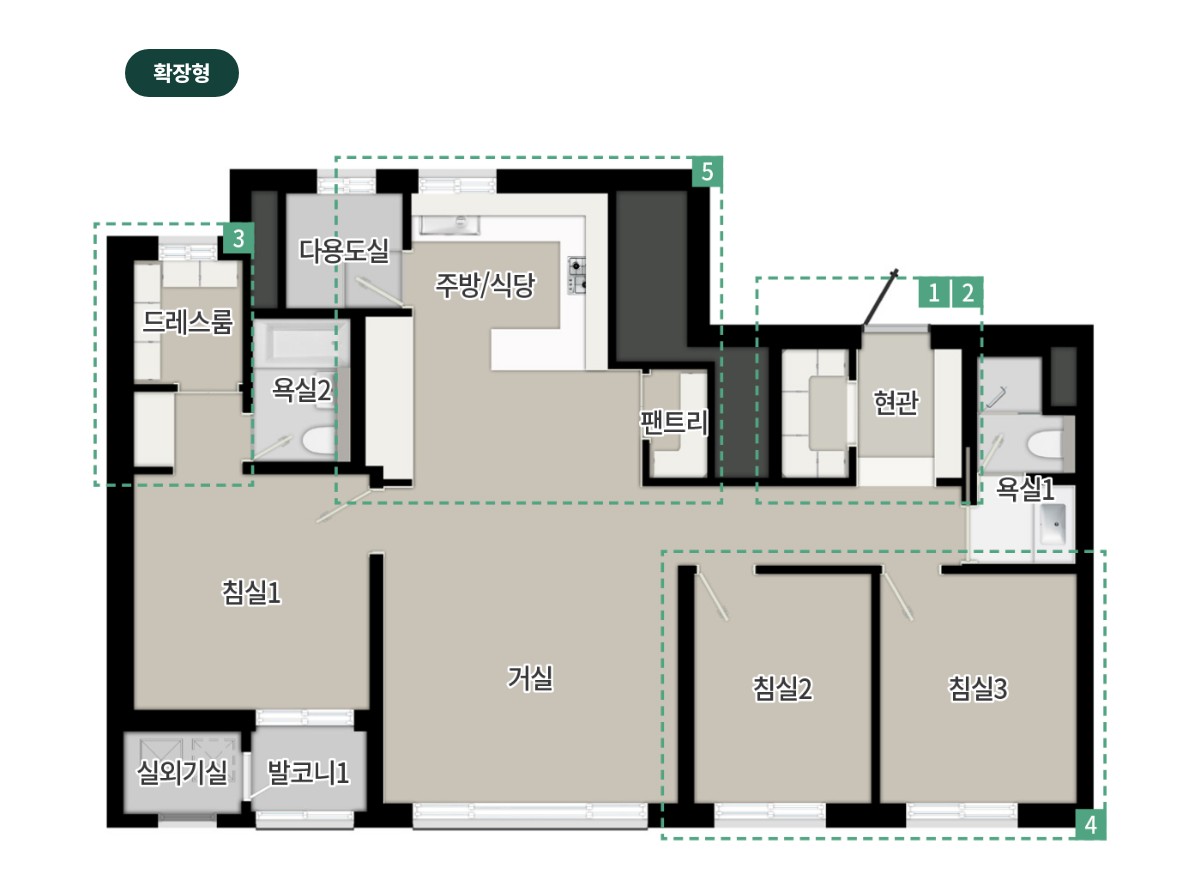 확장형
5
3
다용도실
주방/식당
1
2
드레스룸
욕실2
현관
팬트리
욕실1
침실1
거실
침실2
침실3
실외기실
발코니1
4